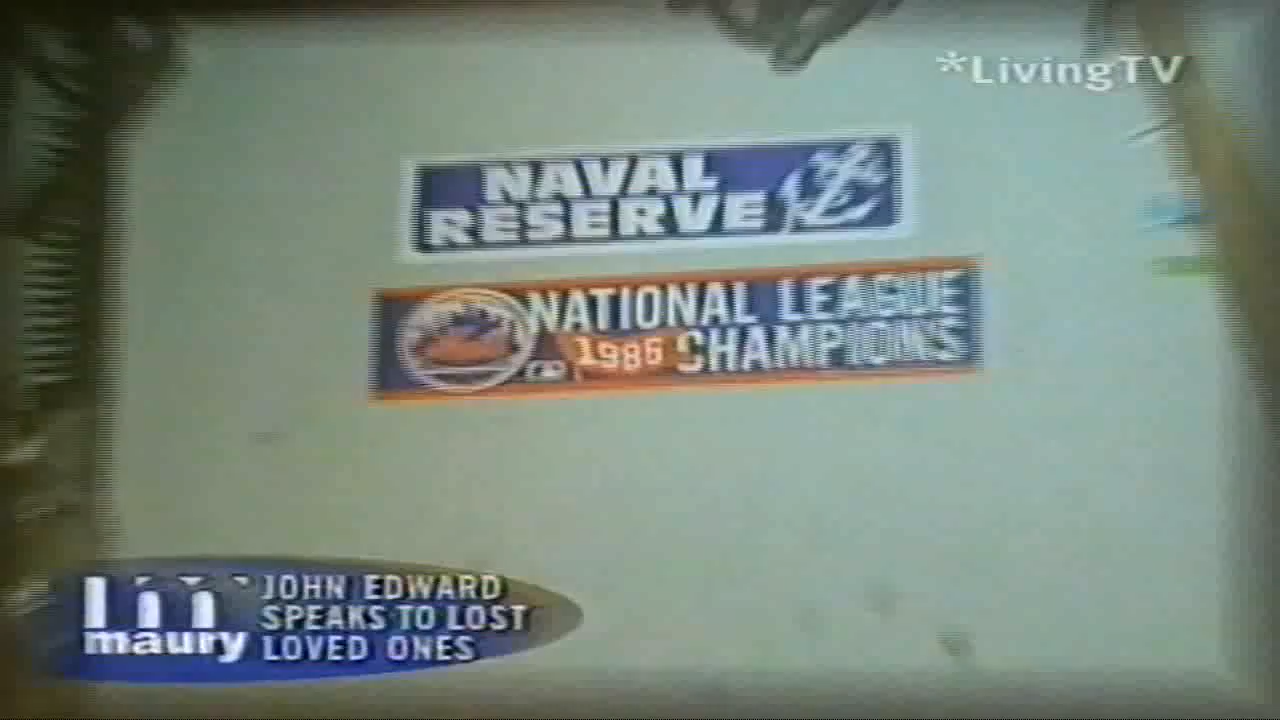 *LivingTV
NAVAL
RESERVE
NATIONAL LEAGUE
1986 CHAMPIONS
maury
JOHN EDWARD
SPEAKS TO LOST
LOVED ONES